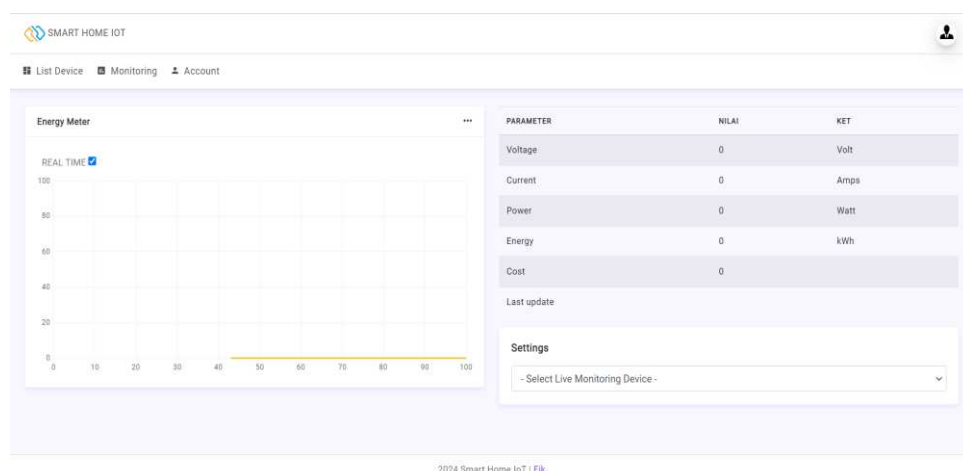 SMART HOME IOT
List Device Monitoring Account
Energy Meter ...
REAL TIME
100
80
60
40
20
0
0 10 20 30 40 50 60 70 80 90 100
PARAMETER NILAI KET
Voltage 0 Volt
Current 0 Amps
Power 0 Watt
Energy 0 kWh
Cost 0
Last update
Settings
- Select Live Monitoring Device -
2024 Smart Home IoT | Fik